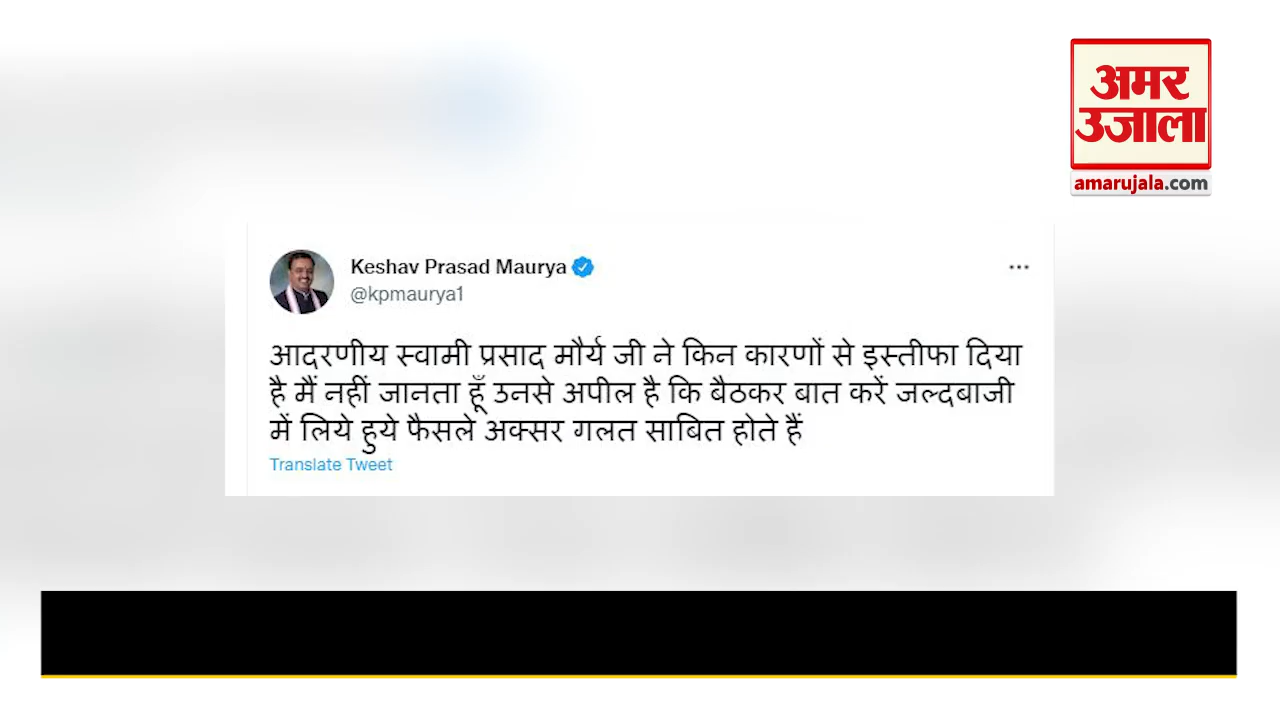 अमर
उजाला
amarujala.com
Keshav Prasad Maurya
@kpmaurya1
आदरणीय स्वामी प्रसाद मौर्य जी ने किन कारणों से इस्तीफा दिया
है मैं नहीं जानता हूँ उनसे अपील है कि बैठकर बात करें जल्दबाजी
में लिये हुये फैसले अक्सर गलत साबित होते हैं
Translate Tweet